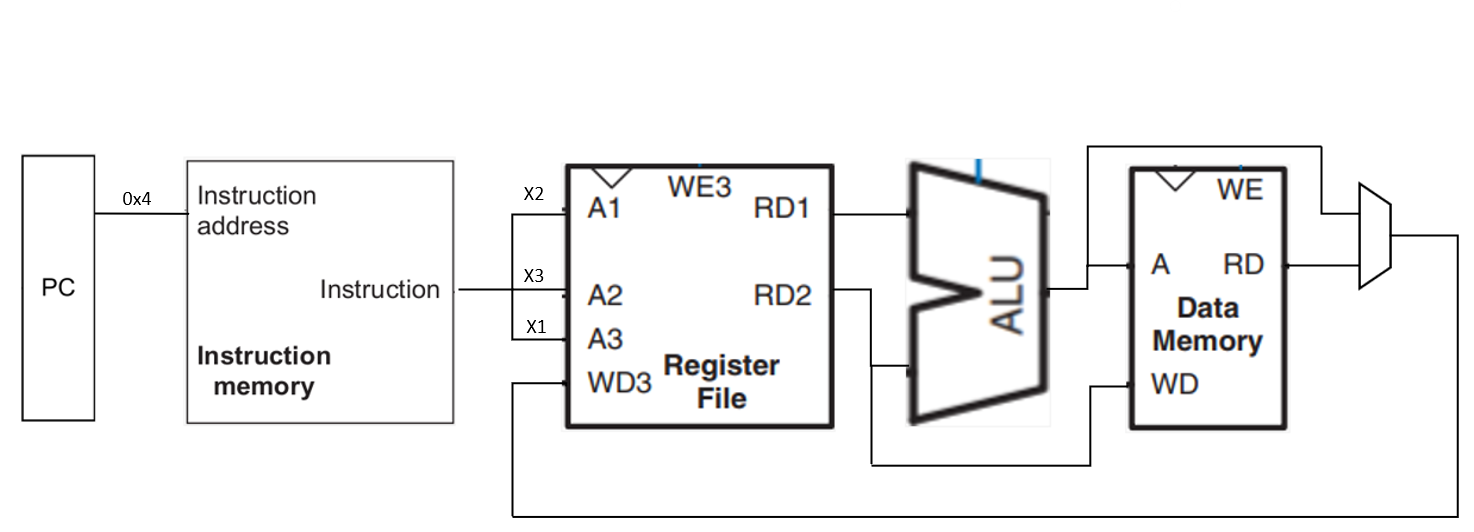 PC
0x4
Instruction
address
Instruction
Instruction
memory
X2
X3
X1
WE3
A1
RD1
A2
RD2
A3
WD3
Register
File
ALU
WE
A
RD
Data
Memory
WD